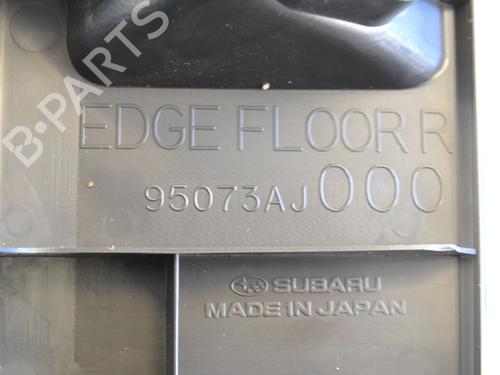 B-PARTS
EDGE FLOOR R
95073AJ000
SUBARU
MADE IN JAPAN